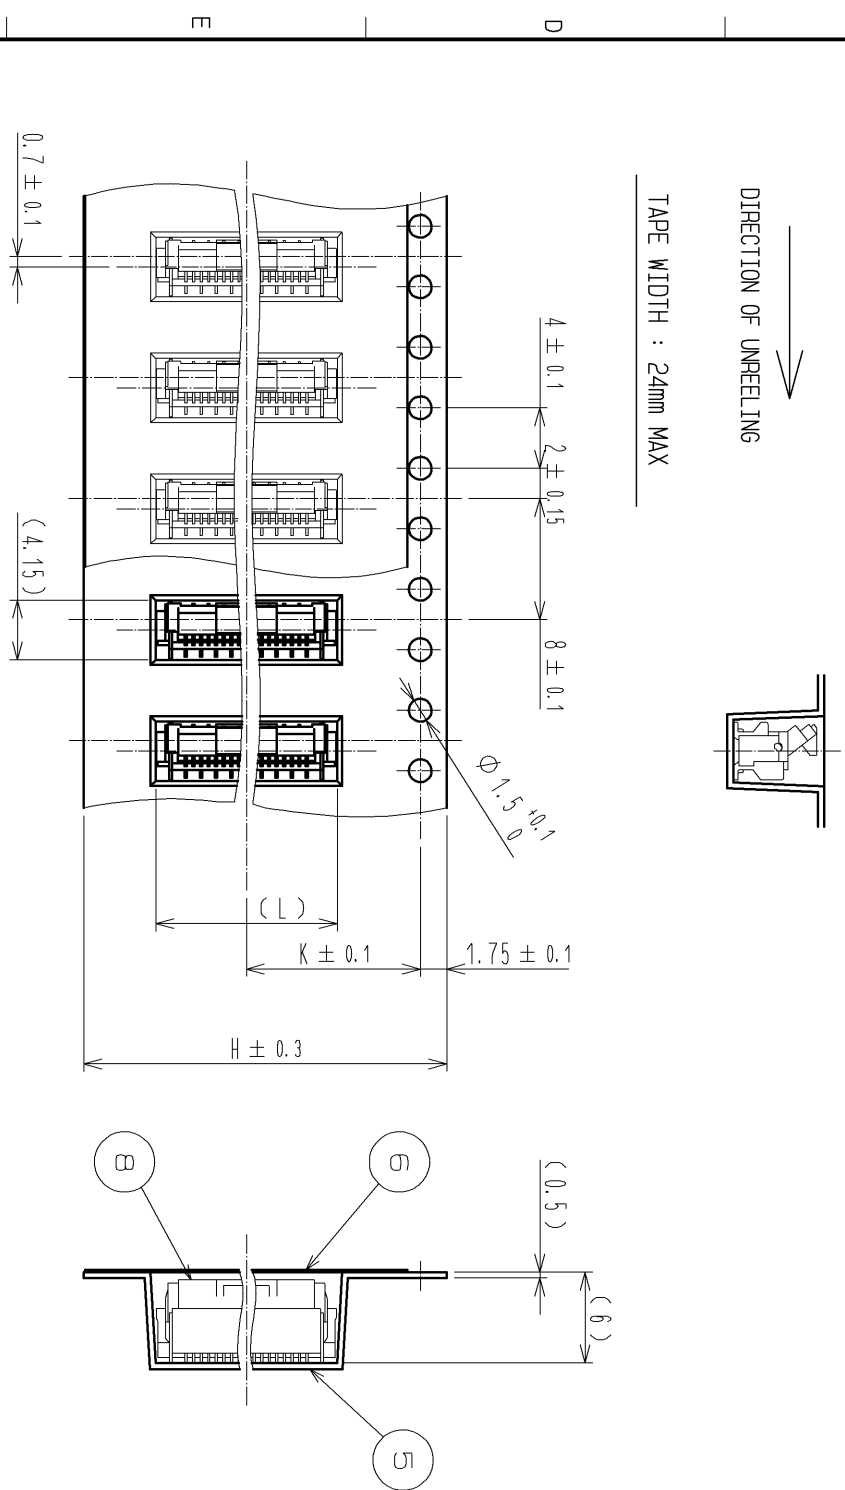 E
D
DIRECTION OF UNREELING
TAPE WIDTH : 24mm MAX
0.7 ± 0.1
4 ± 0.1
2 ± 0.15
8 ± 0.1
(4.15)
Φ1.5 +0.1 0
(L)
K ± 0.1
1.75 ± 0.1
H ± 0.3
8
6
(0.5)
(6)
5